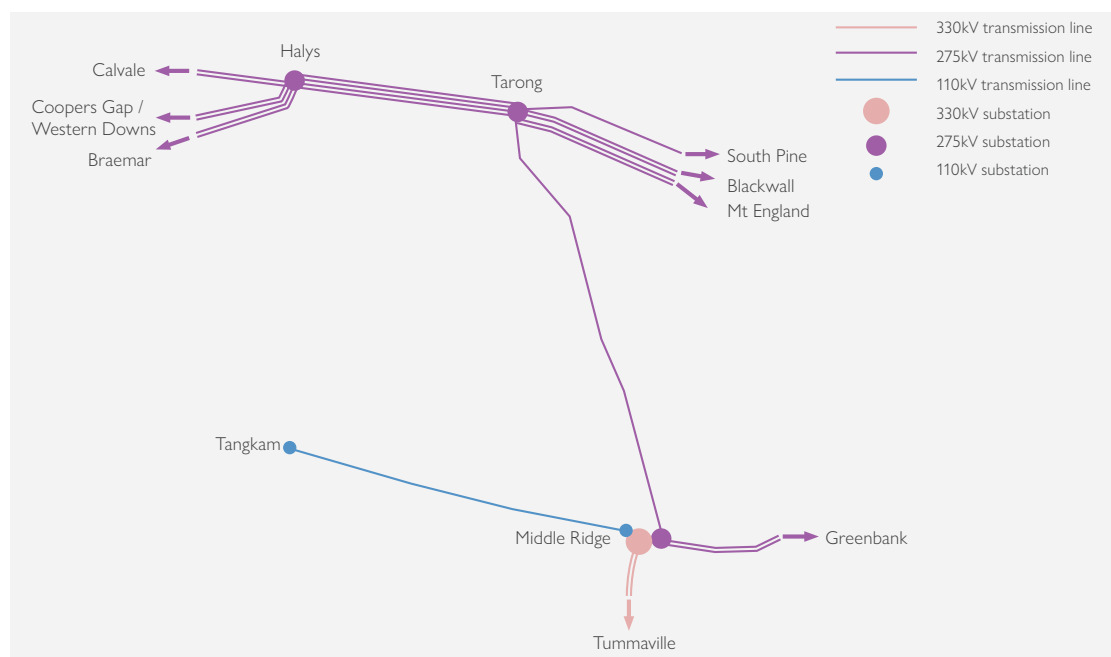 Halys
Calvale
Coopers Gap /
Western Downs
Braemar
Tarong
South Pine
Blackwall
Mt England
330kV transmission line
275kV transmission line
110kV transmission line
330kV substation
275kV substation
110kV substation
Tangkam
Middle Ridge
Greenbank
Tummaville